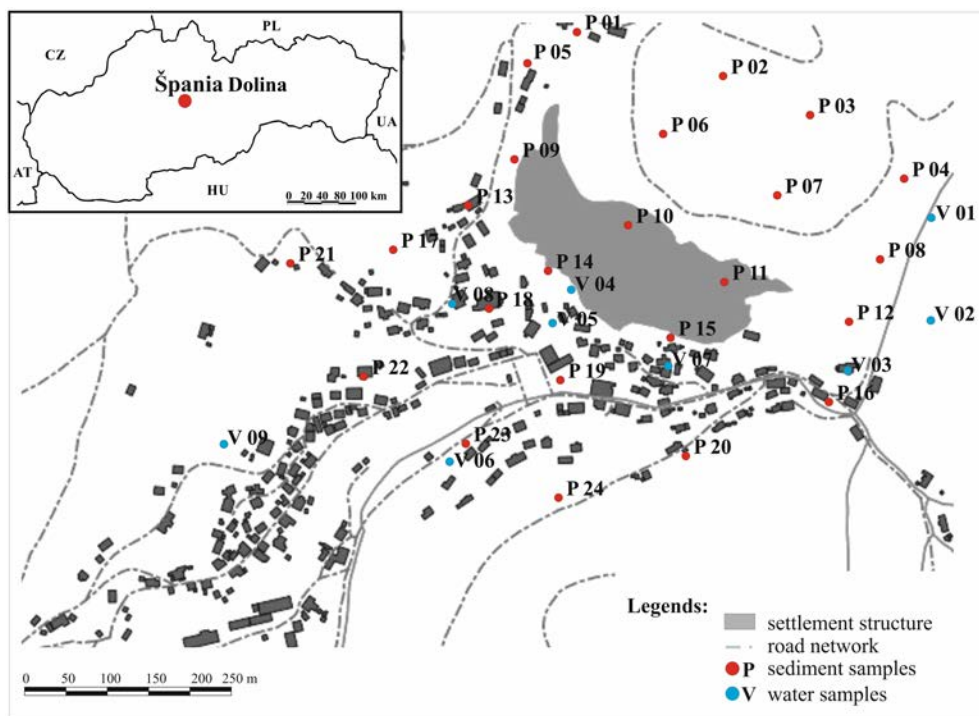 PL
CZ
Špania Dolina
UA
AT
HU
0 20 40 60 80 100 km
P 01
P 05
P 02
P 03
P 06
P 09
P 04
P 07
P 13
V 01
P 10
P 17
P 08
P 21
P 14
P 11
V 04
V 08
P 18
V 05
P 12
V 02
P 15
V 07
V 03
P 22
P 19
P 16
P 23
V 09
V 06
P 20
P 24
Legends:
settlement structure
road network
P sediment samples
V water samples
0 50 100 150 200 250 m